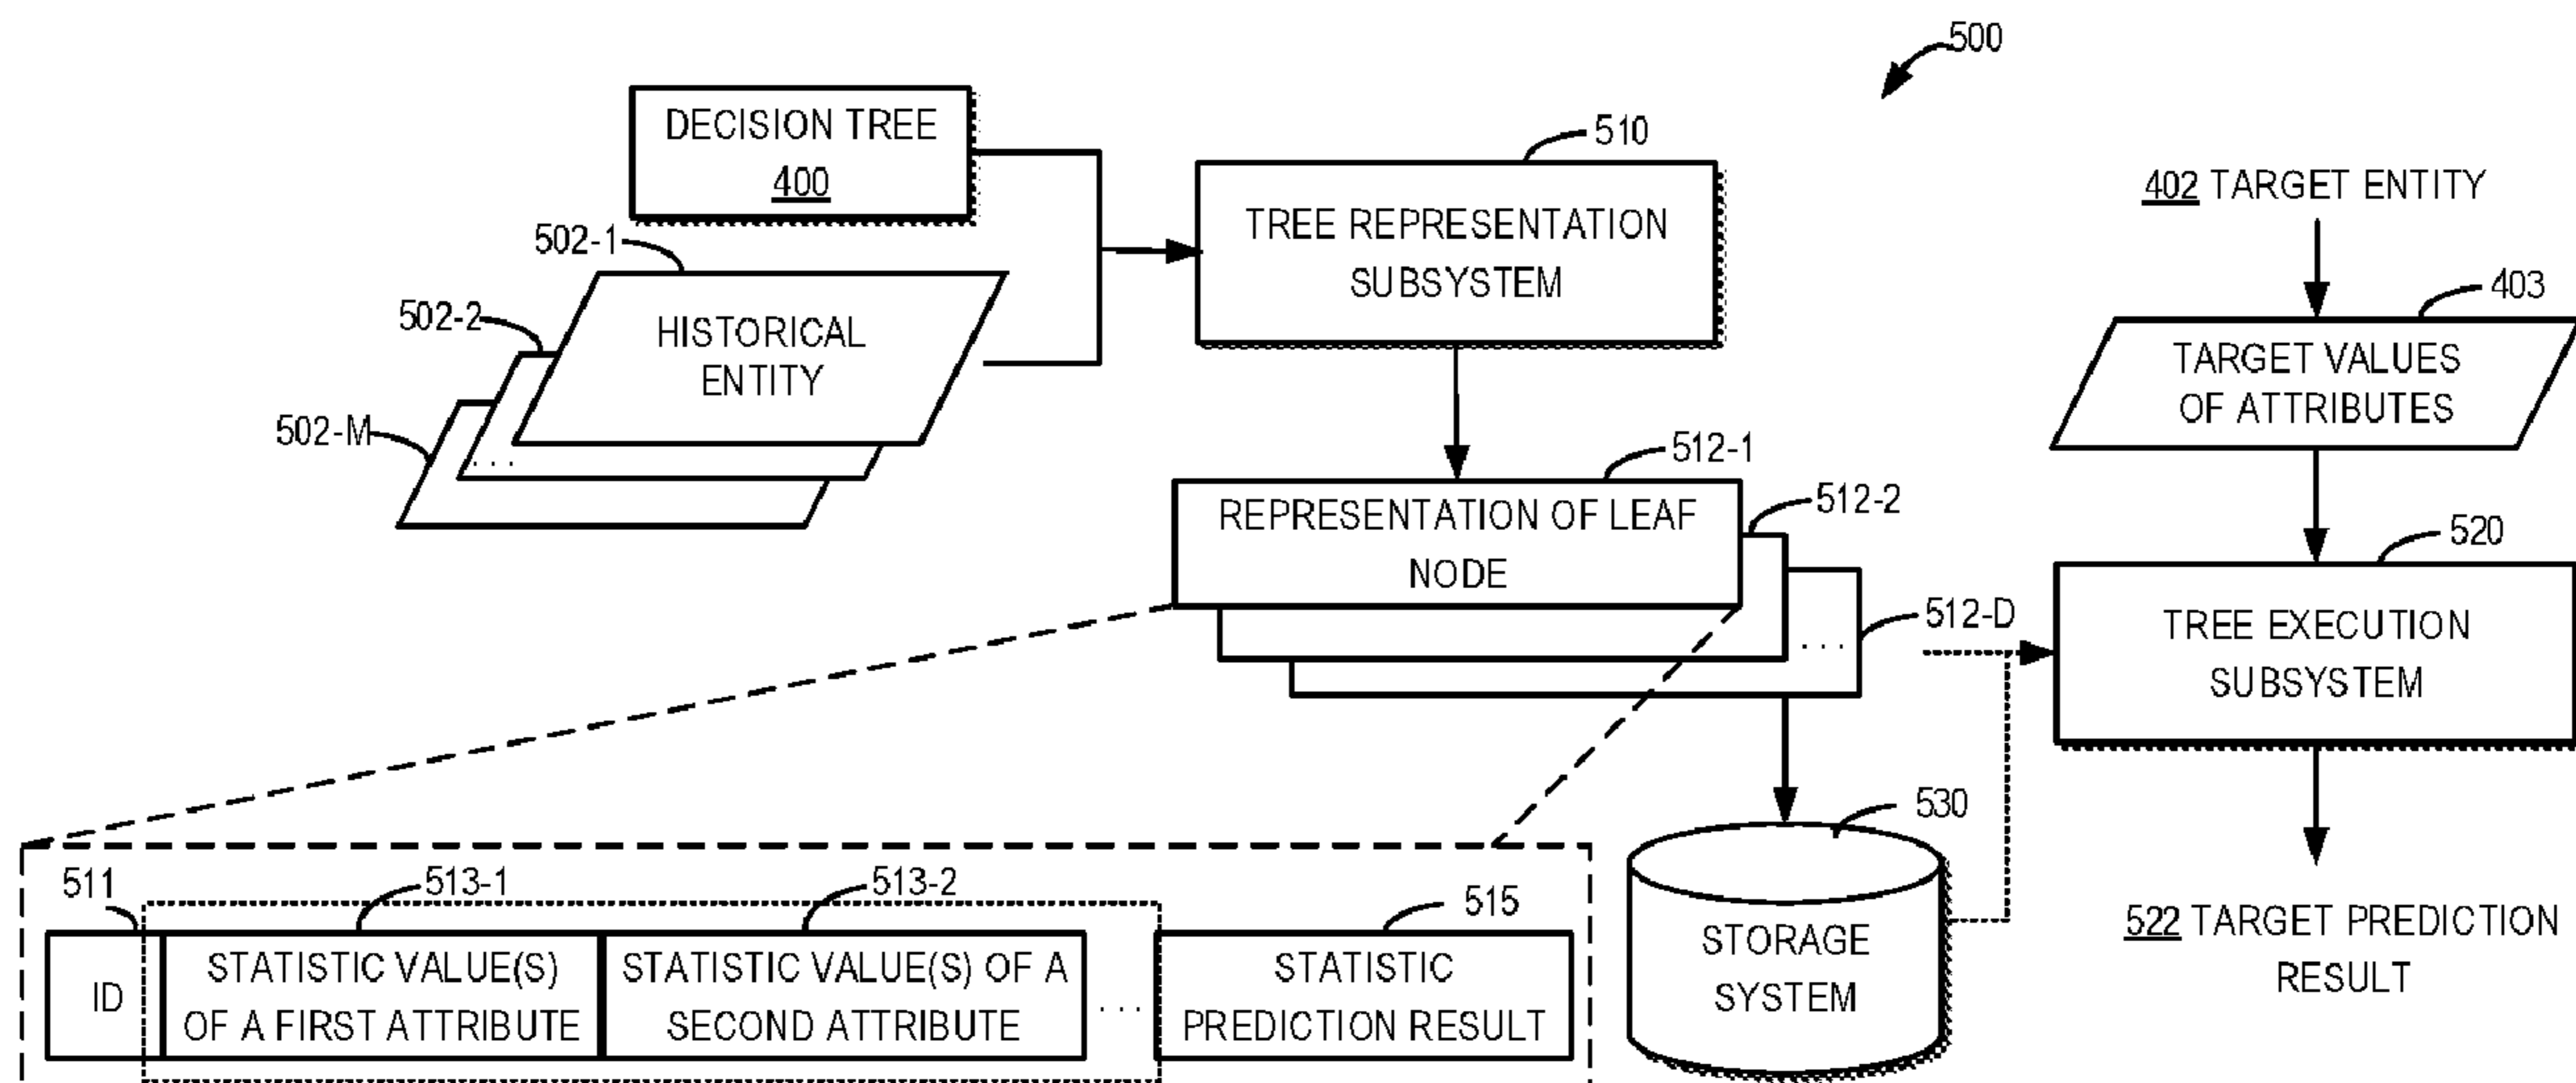 500
DECISION TREE
400
510
TREE REPRESENTATION
SUBSYSTEM
402 TARGET ENTITY
502-1
HISTORICAL
ENTITY
502-2
502-M
...
403
TARGET VALUES
OF ATTRIBUTES
512-1
REPRESENTATION OF LEAF
NODE
512-2
512-D
...
520
TREE EXECUTION
SUBSYSTEM
530
STORAGE
SYSTEM
522 TARGET PREDICTION
RESULT
511
513-1
513-2
515
ID
STATISTIC VALUE(S)
OF A FIRST ATTRIBUTE
STATISTIC VALUE(S) OF A
SECOND ATTRIBUTE
...
STATISTIC
PREDICTION RESULT